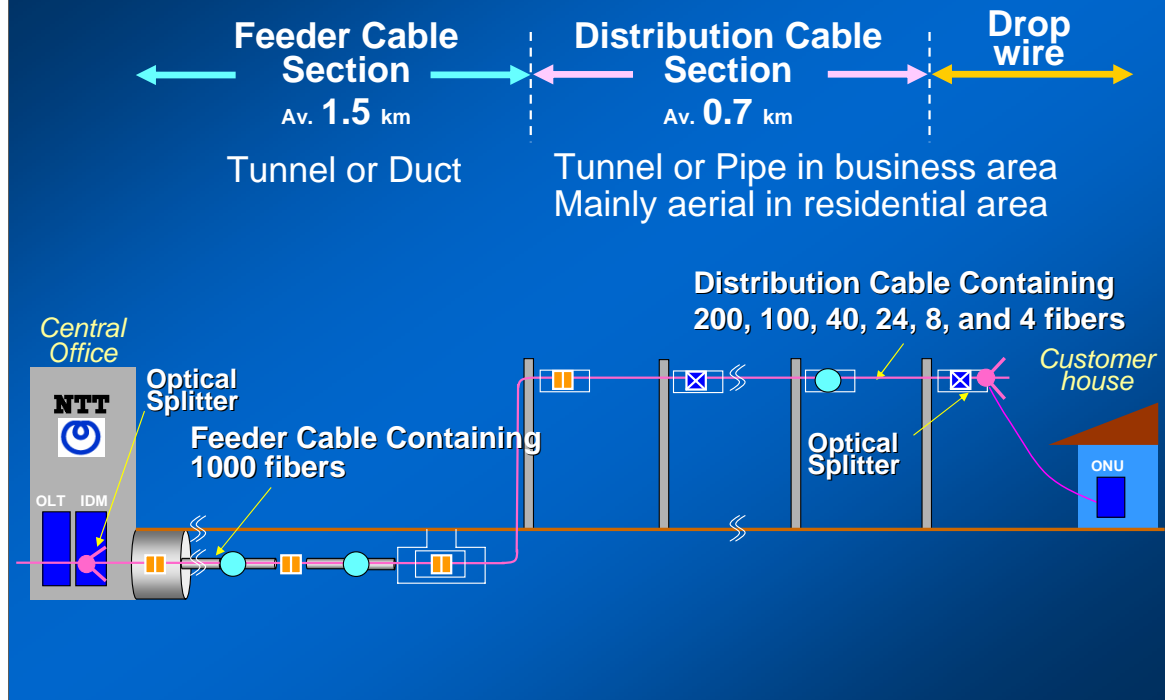 Feeder Cable
Section
Av. 1.5 km
Distribution Cable
Section
Av. 0.7 km
Drop
wire
Tunnel or Duct
Tunnel or Pipe in business area
Mainly aerial in residential area
Distribution Cable Containing
200, 100, 40, 24, 8, and 4 fibers
Central
Office
Customer
house
Optical
Splitter
NTT
Feeder Cable Containing
1000 fibers
Optical
Splitter
ONU
OLT IDM